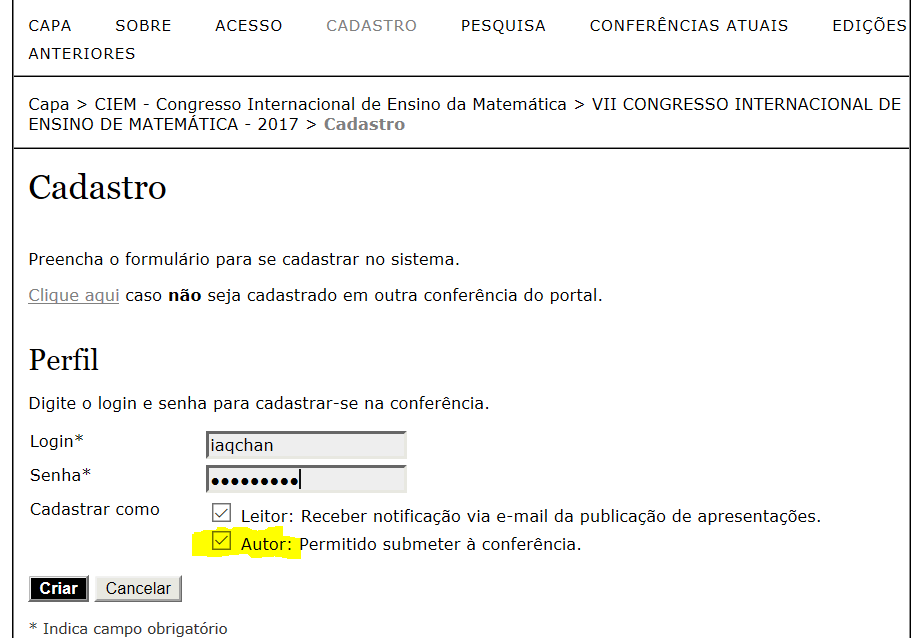 CAPA SOBRE ACESSO CADASTRO PESQUISA CONFERÊNCIAS ATUAIS EDIÇÕES
ANTERIORES
Capa > CIEM - Congresso Internacional de Ensino da Matemática > VII CONGRESSO INTERNACIONAL DE
ENSINO DE MATEMÁTICA - 2017 > Cadastro
Cadastro
Preencha o formulário para se cadastrar no sistema.
Clique aqui caso não seja cadastrado em outra conferência do portal.
Perfil
Digite o login e senha para cadastrar-se na conferência.
Login* iaqchan
Senha* •••••••••
Cadastrar como Leitor: Receber notificação via e-mail da publicação de apresentações.
Autor: Permitido submeter à conferência.
Criar Cancelar
* Indica campo obrigatório